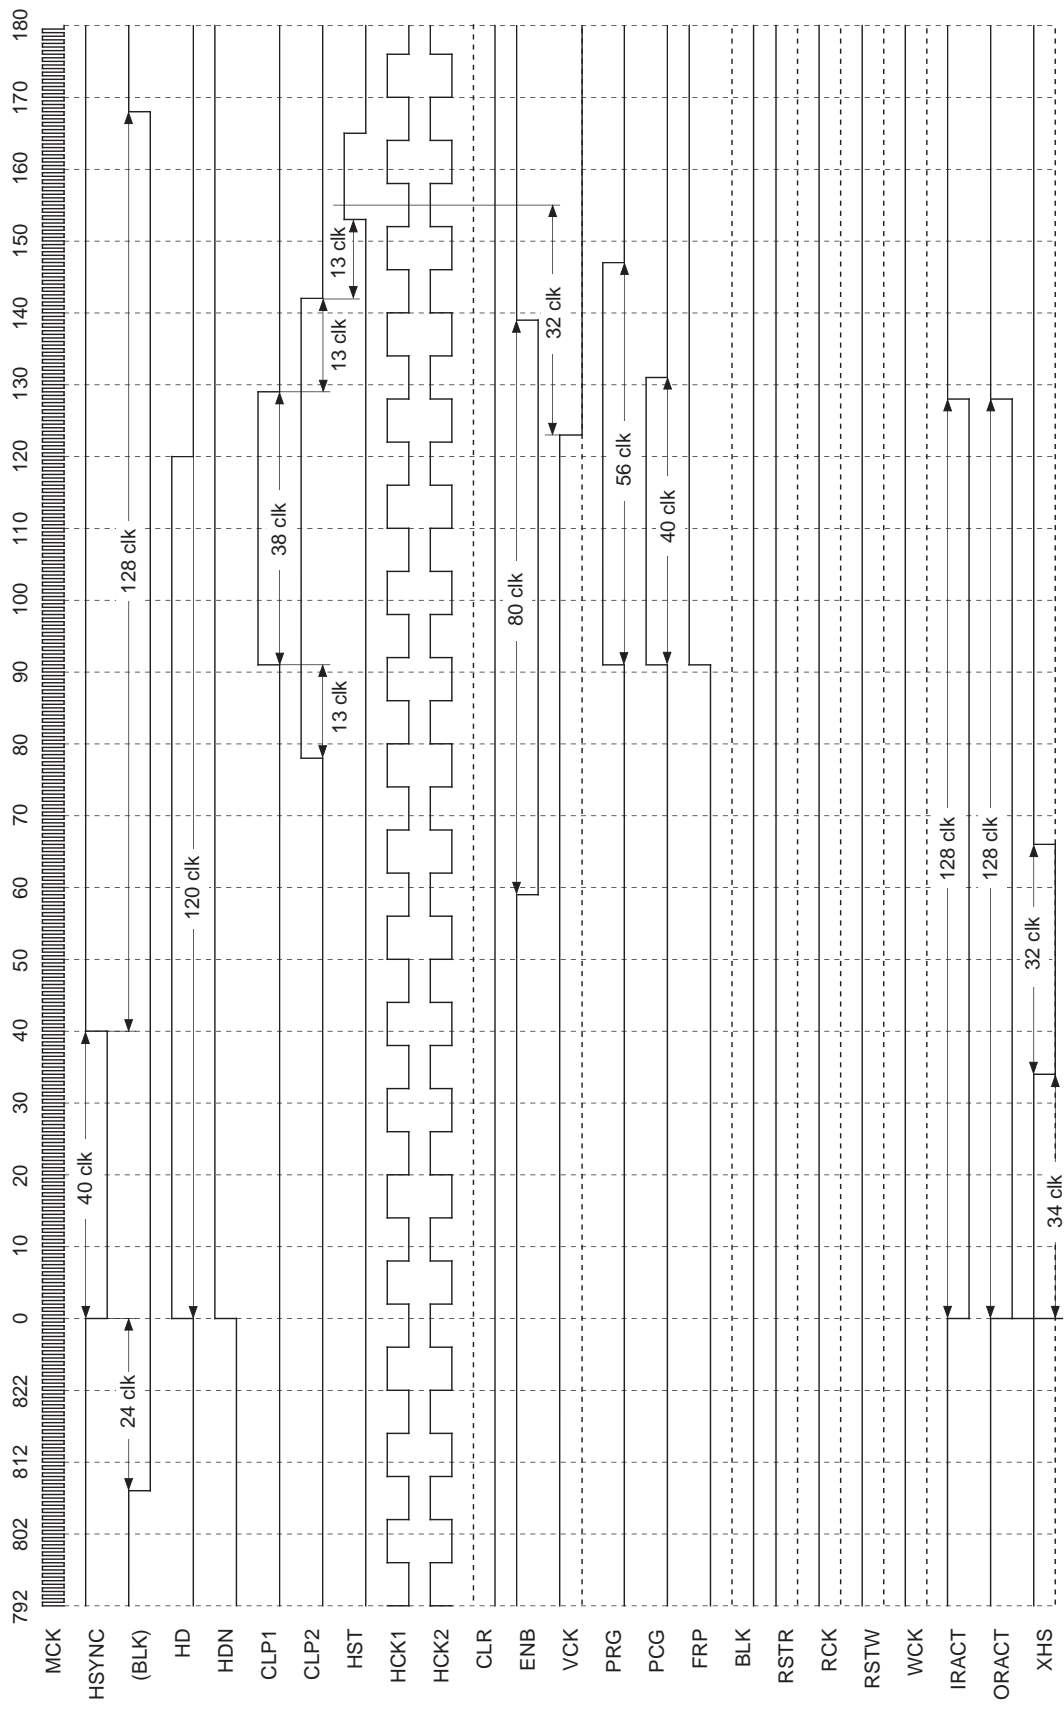 792 802 812 822 0 10 20 30 40 50 60 70 80 90 100 110 120 130 140 150 160 170 180
MCK
HSYNC 40 clk
(BLK) 24 clk 128 clk
HD 120 clk
HDN
CLP1 38 clk
CLP2 13 clk 13 clk
HST 13 clk
HCK1
HCK2
CLR
ENB 80 clk
VCK 32 clk
PRG 56 clk
PCG 40 clk
FRP
BLK
RSTR
RCK
RSTW
WCK
IRACT 128 clk
ORACT 128 clk
XHS 32 clk
34 clk